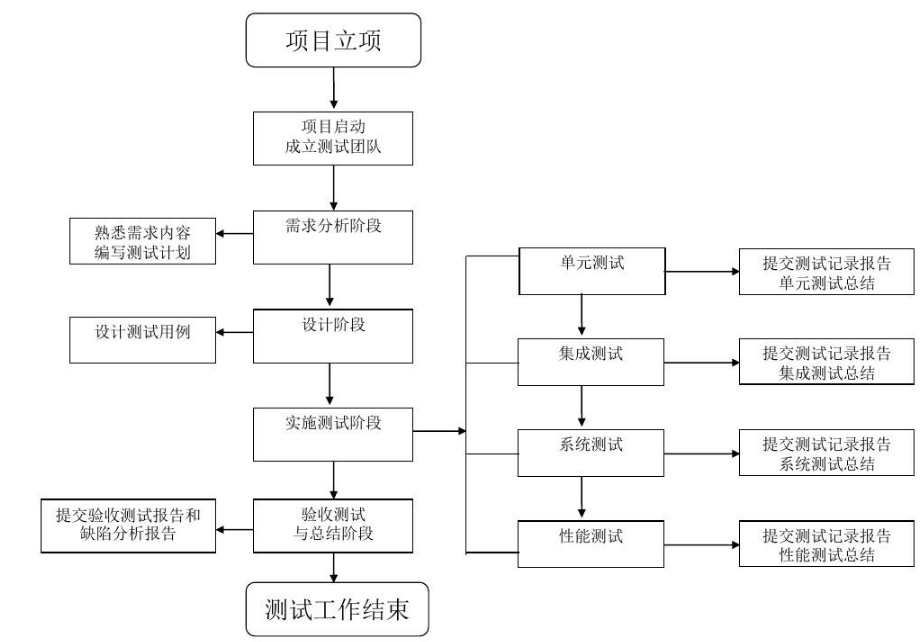 项目立项
项目启动
成立测试团队
需求分析阶段
熟悉需求内容
编写测试计划
设计阶段
设计测试用例
实施测试阶段
单元测试
提交测试记录报告
单元测试总结
集成测试
提交测试记录报告
集成测试总结
系统测试
提交测试记录报告
系统测试总结
性能测试
提交测试记录报告
性能测试总结
验收测试
与总结阶段
提交验收测试报告和
缺陷分析报告
测试工作结束